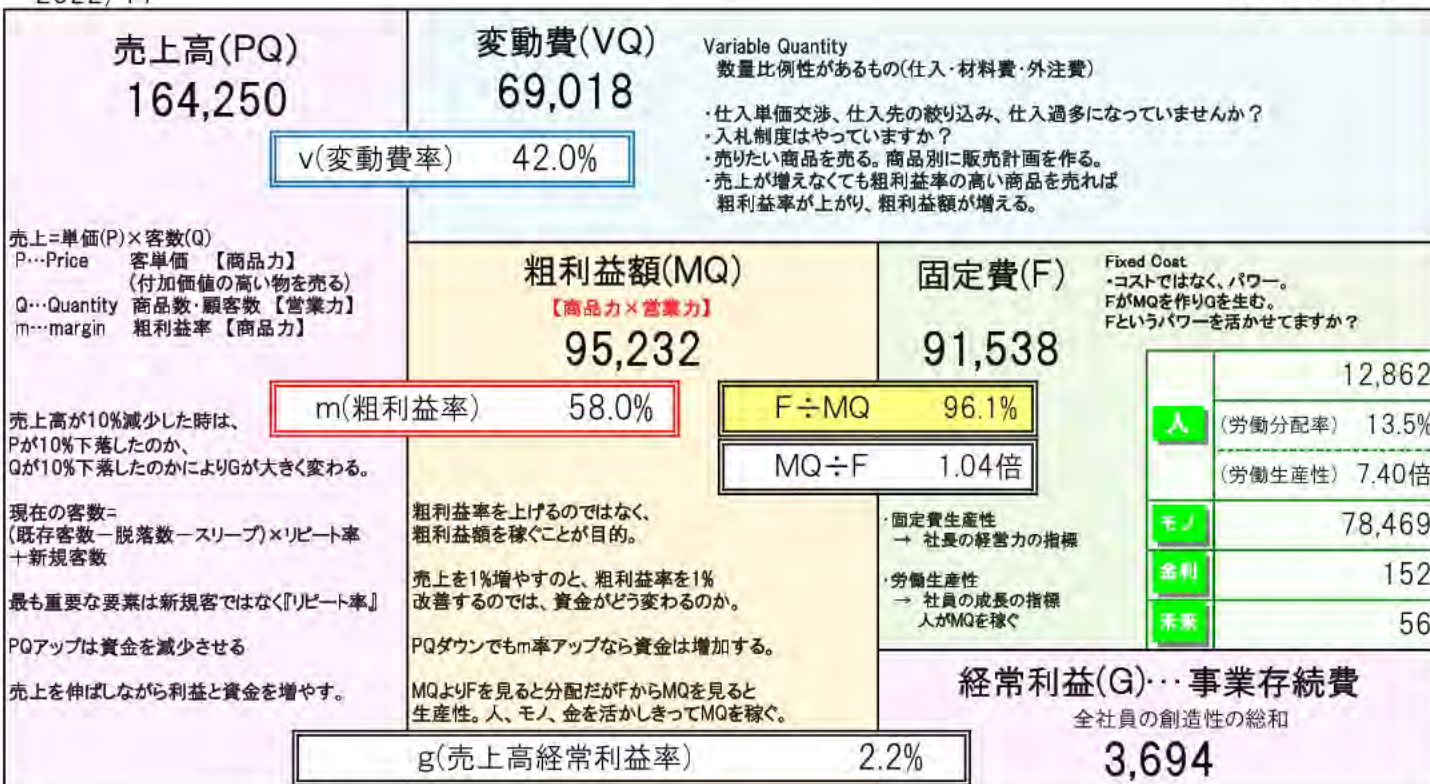 売上高(PQ)
164,250
変動費(VQ)
69,018
v(変動費率) 42.0%
Variable Quantity
数量比例性があるもの(仕入・材料費・外注費)
・仕入単価交渉、仕入先の絞り込み、仕入過多になっていませんか？
・入札制度はやっていますか？
・売りたい商品を売る。商品別に販売計画を作る。
・売上が増えなくても粗利益率の高い商品を売れば
粗利益率が上がり、粗利益額が増える。
売上=単価(P)×客数(Q)
P…Price 客単価 【商品力】
(付加価値の高い物を売る)
Q…Quantity 商品数・顧客数 【営業力】
m…margin 粗利益率 【商品力】
売上高が10%減少した時は、
Pが10%下落したのか、
Qが10%下落したのかによりGが大きく変わる。
現在の客数=
(既存客数－脱落数－スリープ)×リピート率
＋新規客数
最も重要な要素は新規客ではなく『リピート率』
PQアップは資金を減少させる
売上を伸ばしながら利益と資金を増やす。
粗利益額(MQ)
【商品力×営業力】
95,232
m(粗利益率) 58.0%
粗利益率を上げるのではなく、
粗利益額を稼ぐことが目的。
売上を1%増やすのと、粗利益率を1%
改善するのでは、資金がどう変わるのか。
PQダウンでもm率アップなら資金は増加する。
MQよりFを見ると分配だがFからMQを見ると
生産性。人、モノ、金を活かしきってMQを稼ぐ。
固定費(F)
91,538
Fixed Cost
・コストではなく、パワー。
FがMQを作りGを生む。
Fというパワーを活かせてますか？
F÷MQ 96.1%
MQ÷F 1.04倍
・固定費生産性
→ 社長の経営力の指標
・労働生産性
→ 社員の成長の指標
人がMQを稼ぐ
人 12,862
(労働分配率) 13.5%
(労働生産性) 7.40倍
モノ 78,469
金利 152
未来 56
経常利益(G)…事業存続費
全社員の創造性の総和
3,694
g(売上高経常利益率) 2.2%